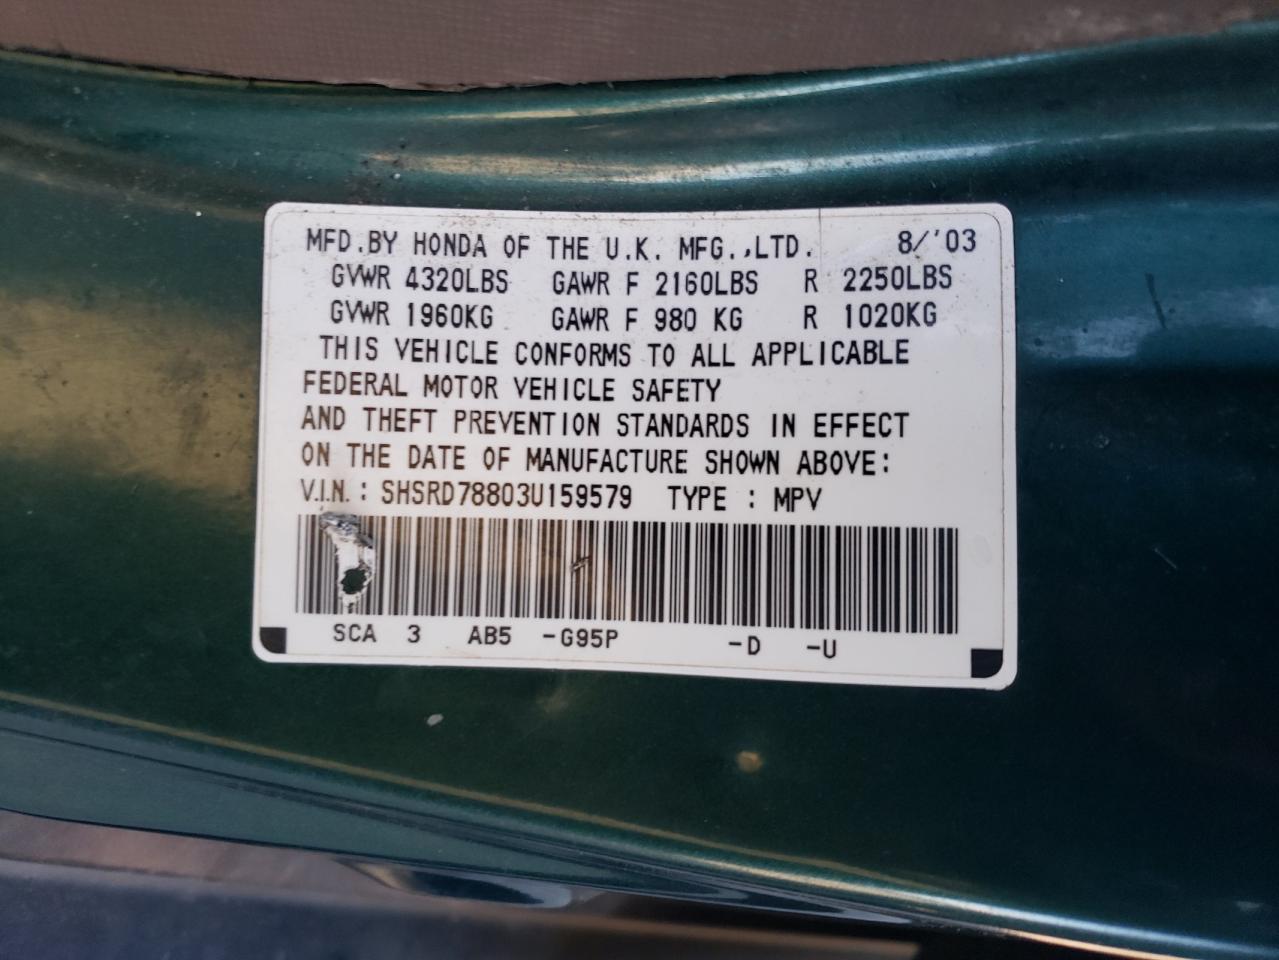 MFD.BY HONDA OF THE U.K. MFG.,LTD. 8/'03
GVWR 4320LBS GAWR F 2160LBS R 2250LBS
GVWR 1960KG GAWR F 980 KG R 1020KG
THIS VEHICLE CONFORMS TO ALL APPLICABLE
FEDERAL MOTOR VEHICLE SAFETY
AND THEFT PREVENTION STANDARDS IN EFFECT
ON THE DATE OF MANUFACTURE SHOWN ABOVE:
V.I.N.: SHSRD78803U159579 TYPE : MPV
SCA 3 AB5 -G95P -D -U